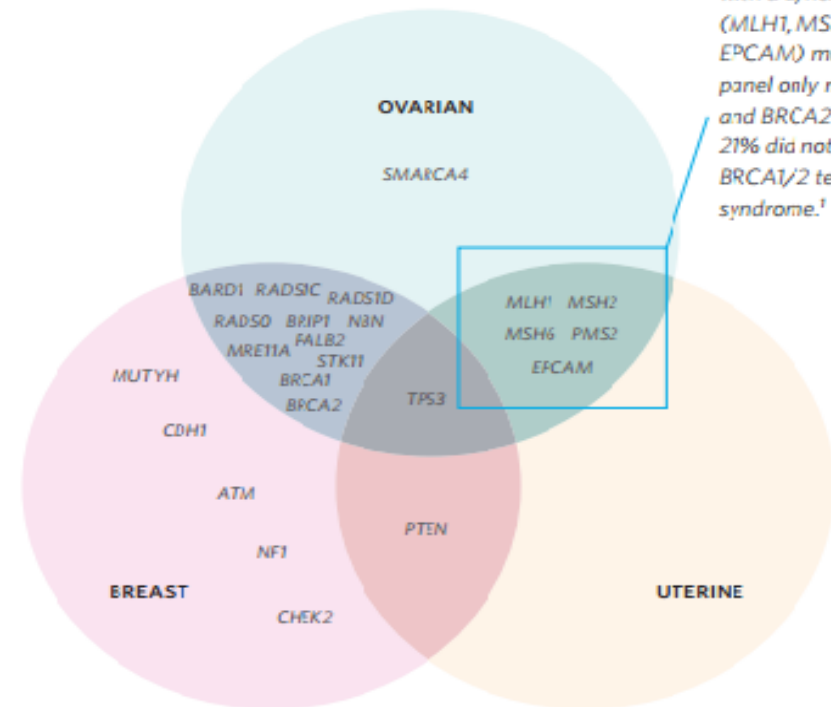 (MLH1, MS
EPCAM) m
panel only
and BRCA2
21% did not
BRCA1/2 te
syndrome.¹
OVARIAN
SMARCA4
BARD1 RAD51C RAD51D
RAD50 BRIP1 NBN
MRE11A PALB2
STK11
BRCA1
BRCA2
MLH1 MSH2
MSH6 PMS2
EPCAM
TP53
MUTYH
CDH1
ATM
NF1
CHEK2
PTEN
BREAST
UTERINE